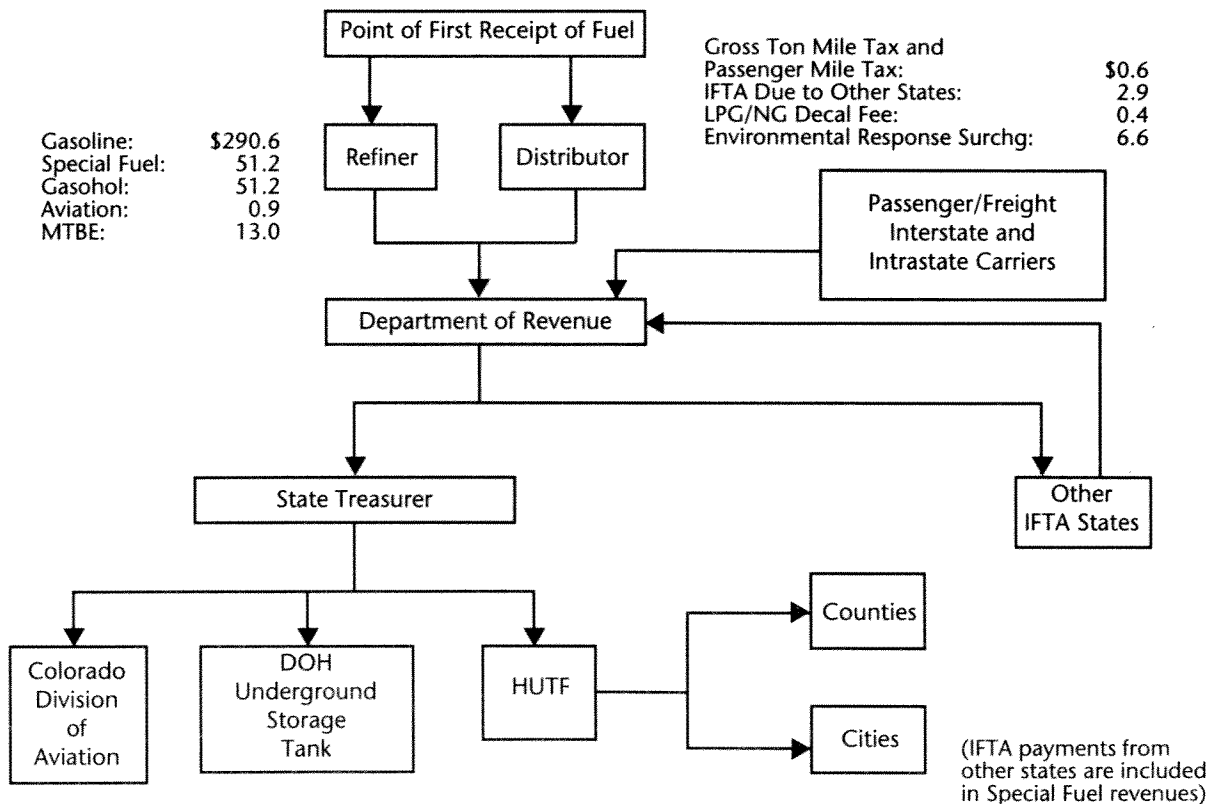 Point of First Receipt of Fuel
Gross Ton Mile Tax and
Passenger Mile Tax: $0.6
IFTA Due to Other States: 2.9
LPG/NG Decal Fee: 0.4
Environmental Response Surchg: 6.6
Gasoline: $290.6
Special Fuel: 51.2
Gasohol: 51.2
Aviation: 0.9
MTBE: 13.0
Refiner
Distributor
Passenger/Freight
Interstate and
Intrastate Carriers
Department of Revenue
State Treasurer
Other
IFTA States
Colorado
Division
of
Aviation
DOH
Underground
Storage
Tank
HUTF
Counties
Cities
(IFTA payments from
other states are included
in Special Fuel revenues)